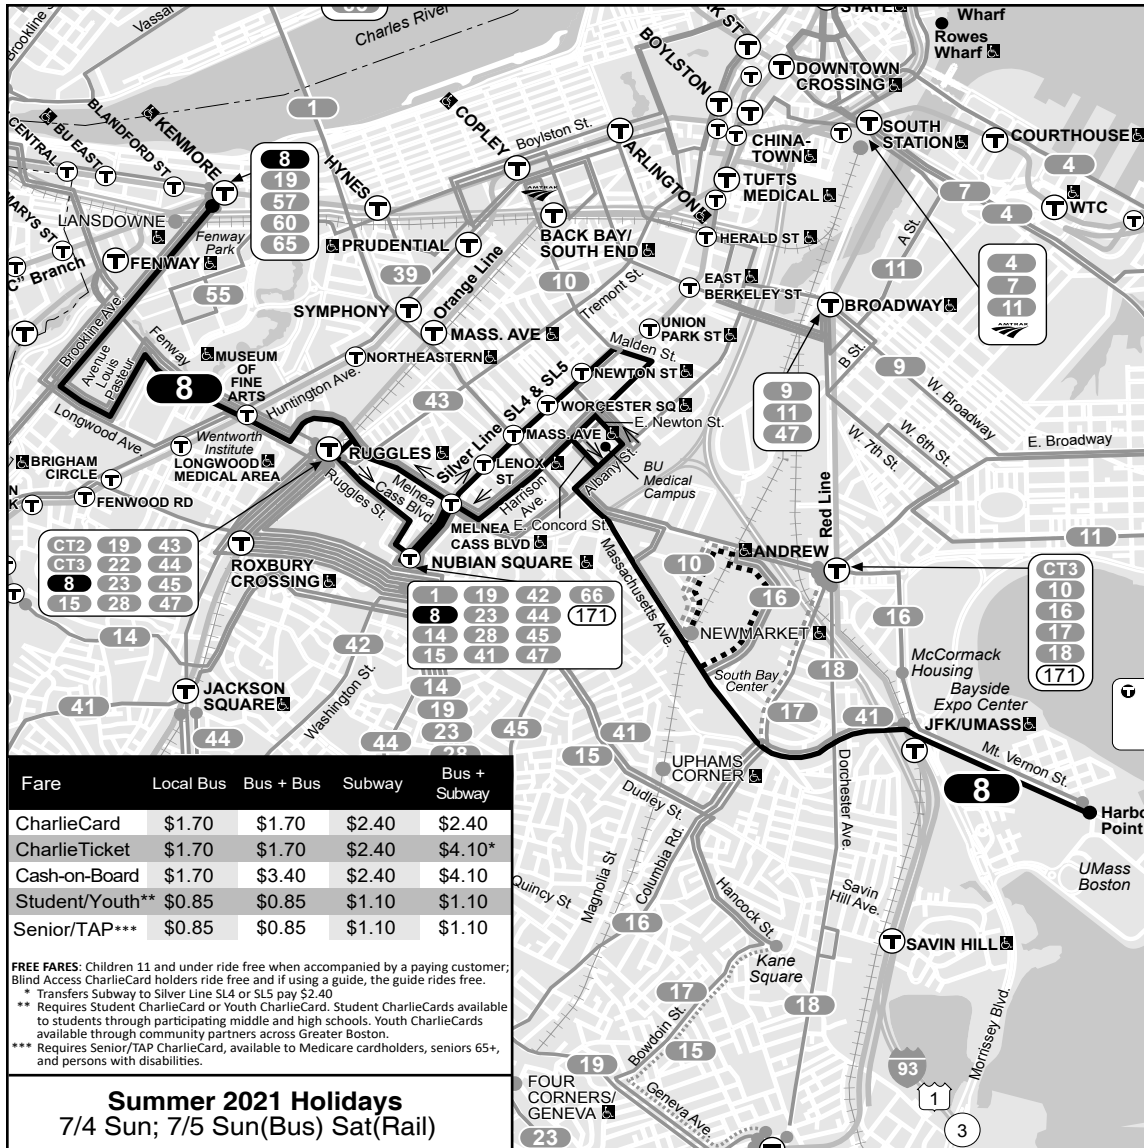 Wharf
Rowes
Wharf
STATE
Brookline St.
Vassar
Charles River
BOYLSTON
DOWNTOWN
CROSSING
1
KENMORE
BLANDFORD ST
BU EAST
CENTRAL
8
19
57
60
65
HYNES
COPLEY
Boylston St.
ARLINGTON
CHINA-
TOWN
TUFTS
MEDICAL
SOUTH
STATION
COURTHOUSE
4
7
4
WTC
4
7
11
AMTRAK
LANSDOWNE
Fenway
Park
FENWAY
55
PRUDENTIAL
39
AMTRAK
BACK BAY/
SOUTH END
10
HERALD ST
EAST
BERKELEY ST
A St.
11
BROADWAY
SYMPHONY
Orange Line
MASS. AVE
Tremont St.
UNION
PARK ST
Malden St.
B St.
9
W. Broadway
E. Broadway
9
11
47
W. 7th St.
W. 6th St.
Brookline Ave.
Avenue
Louis
Pasteur
Fenway
8
MUSEUM
OF
FINE
ARTS
NORTHEASTERN
Huntington Ave.
43
Silver Line SL4 & SL5
NEWTON ST
WORCESTER SQ
E. Newton St.
MASS. AVE
LENOX
ST
Harrison
Ave.
Albany St.
BU
Medical
Campus
Longwood Ave.
Wentworth
Institute
LONGWOOD
MEDICAL AREA
BRIGHAM
CIRCLE
FENWOOD RD
RUGGLES
Ruggles St.
Melnea
Cass Blvd
MELNEA
CASS BLVD
E. Concord St.
NUBIAN SQUARE
Red Line
ANDREW
11
CT2 19 43
CT3 22 44
8 23 45
15 28 47
ROXBURY
CROSSING
1 19 42 66
8 23 44 171
14 28 45
15 41 47
Massachusetts Ave.
10
16
NEWMARKET
South Bay
Center
CT3
10
16
17
18
171
16
18
17
McCormack
Housing
Bayside
Expo Center
41
JFK/UMASS
Mt. Vernon St.
8
Harbo
Point
UMass
Boston
14
42
Washington St.
JACKSON
SQUARE
41
44
44
14
19
23
28
45
41
15
UPHAMS
CORNER
Dudley St.
Dorchester Ave.
Columbia Rd.
Magnolia St
Quincy St
16
Hancock St.
Kane
Square
Savin
Hill Ave.
SAVIN HILL
17
18
Bowdoin St.
15
19
FOUR
CORNERS/
GENEVA
Geneva Ave.
23
Morrissey Blvd.
93
1
3
Fare Local Bus Bus + Bus Subway Bus + Subway
CharlieCard $1.70 $1.70 $2.40 $2.40
CharlieTicket $1.70 $1.70 $2.40 $4.10*
Cash-on-Board $1.70 $3.40 $2.40 $4.10
Student/Youth** $0.85 $0.85 $1.10 $1.10
Senior/TAP*** $0.85 $0.85 $1.10 $1.10
FREE FARES: Children 11 and under ride free when accompanied by a paying customer;
Blind Access CharlieCard holders ride free and if using a guide, the guide rides free.
* Transfers Subway to Silver Line SL4 or SL5 pay $2.40
** Requires Student CharlieCard or Youth CharlieCard. Student CharlieCards available
to students through participating middle and high schools. Youth CharlieCards
available through community partners across Greater Boston.
*** Requires Senior/TAP CharlieCard, available to Medicare cardholders, seniors 65+,
and persons with disabilities.
Summer 2021 Holidays
7/4 Sun; 7/5 Sun(Bus) Sat(Rail)